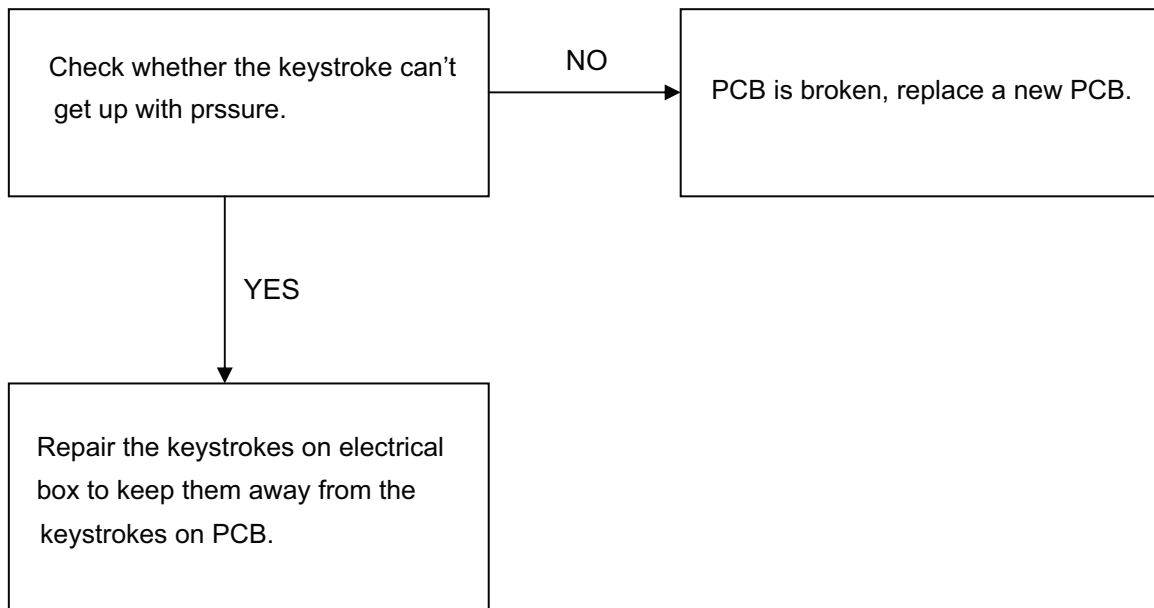 Check whether the keystroke can't
get up with prssure.
NO
PCB is broken, replace a new PCB.
YES
Repair the keystrokes on electrical
box to keep them away from the
keystrokes on PCB.